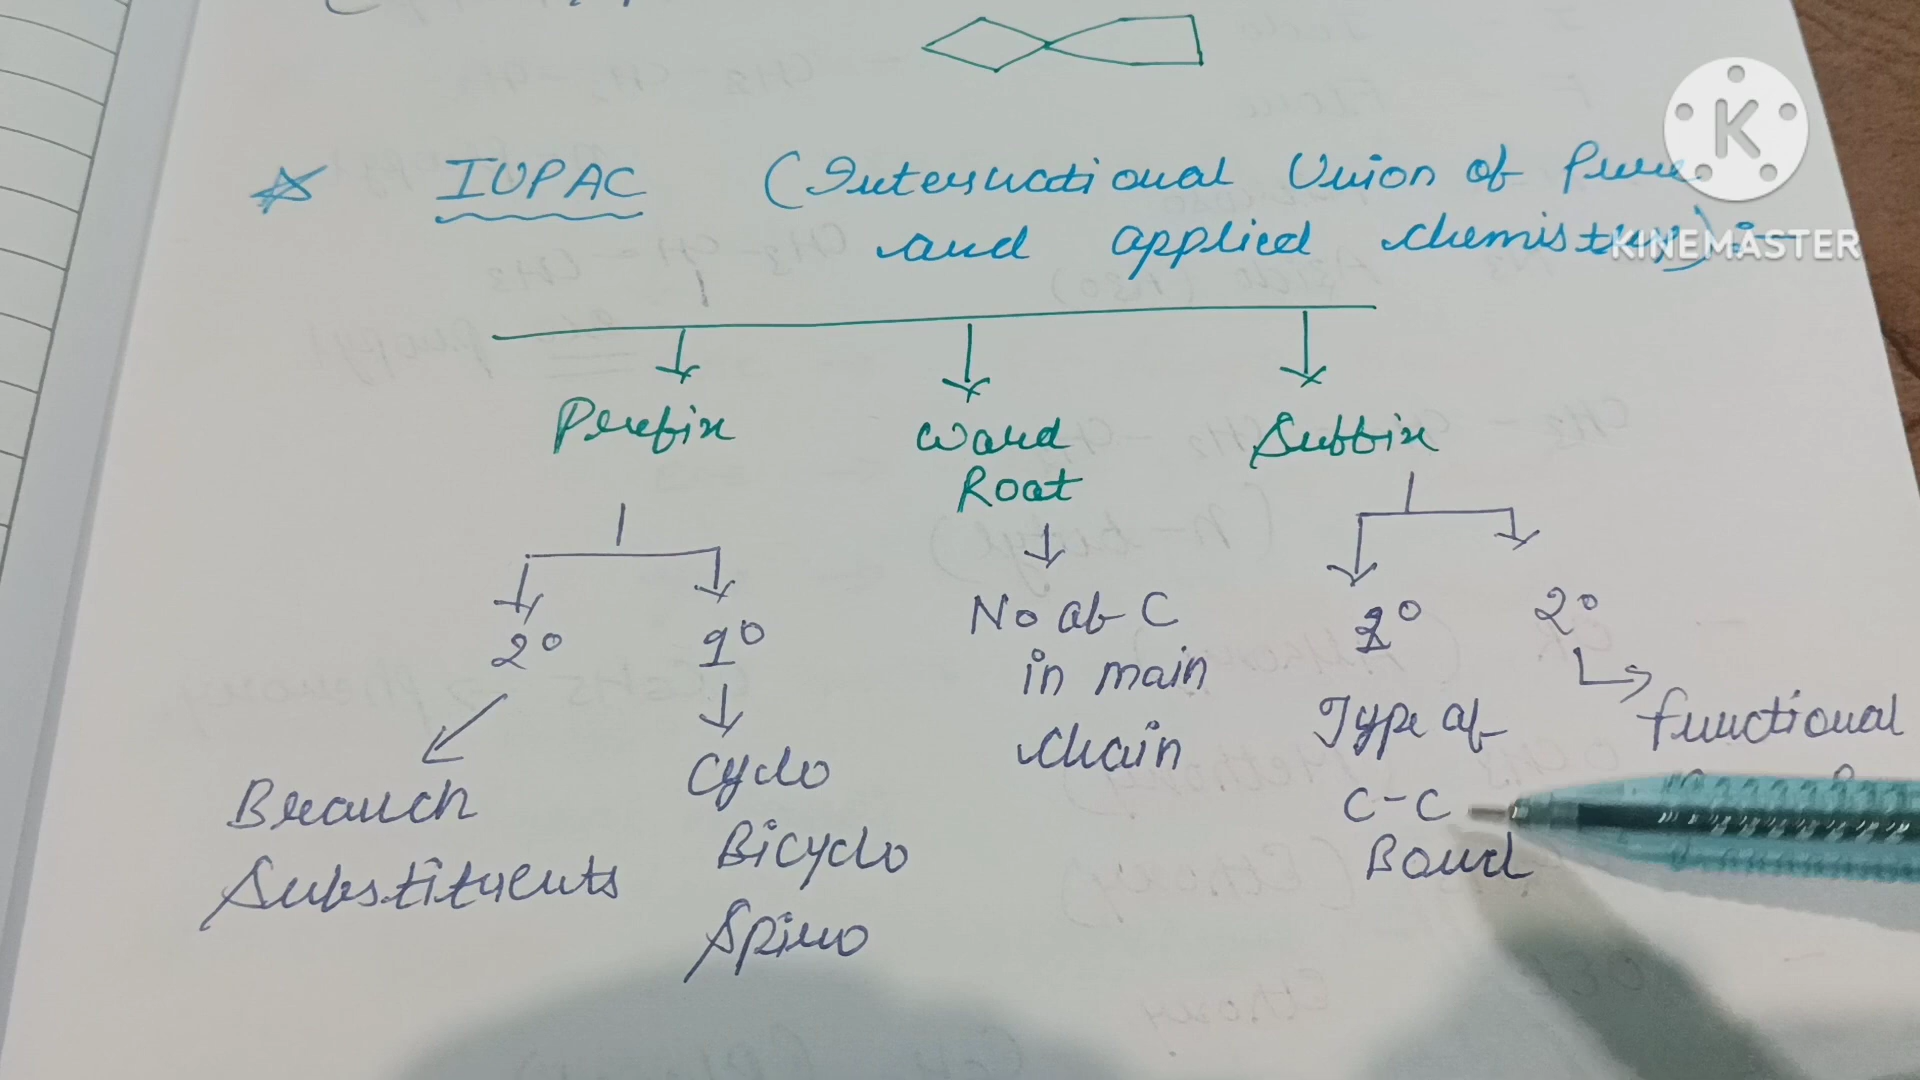 IUPAC (International Union of Pure
and applied chemistry):-
K
KINEMASTER
Prefix
Word
Root
Suffix
2°
1°
Branch
Substituents
Cyclo
Bicyclo
Spiro
No of C
in main
chain
1°
2°
Type of
C-C
Bond
functional